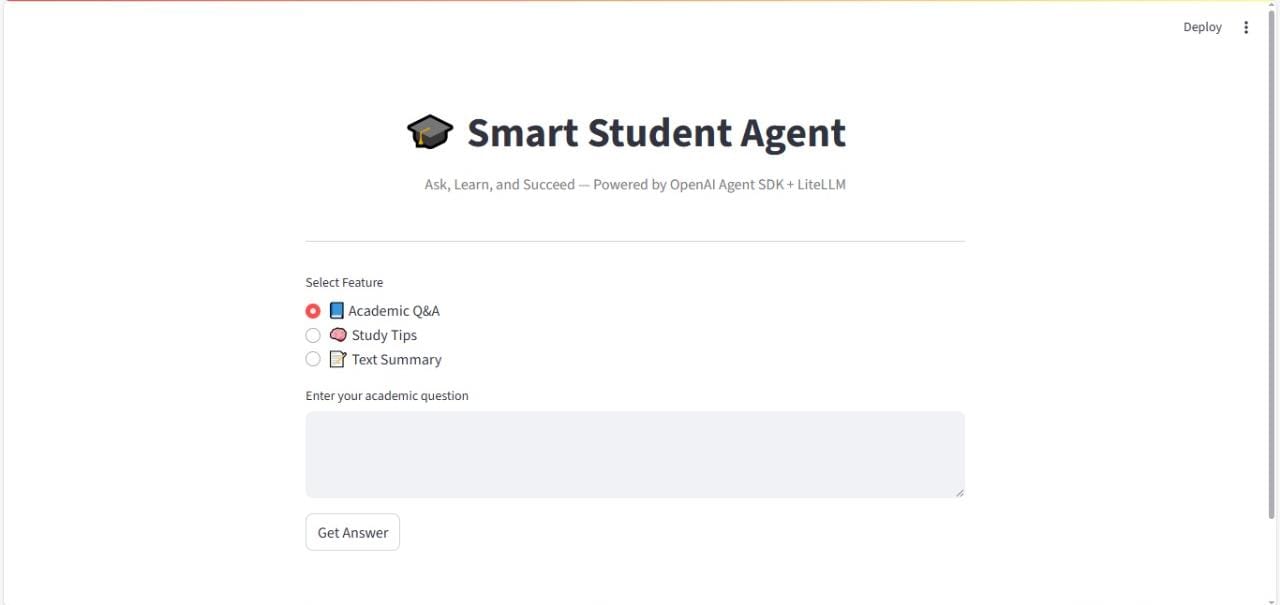 Deploy
🎓 Smart Student Agent
Ask, Learn, and Succeed — Powered by OpenAI Agent SDK + LiteLLM
Select Feature
📘 Academic Q&A
🧠 Study Tips
📝 Text Summary
Enter your academic question
Get Answer